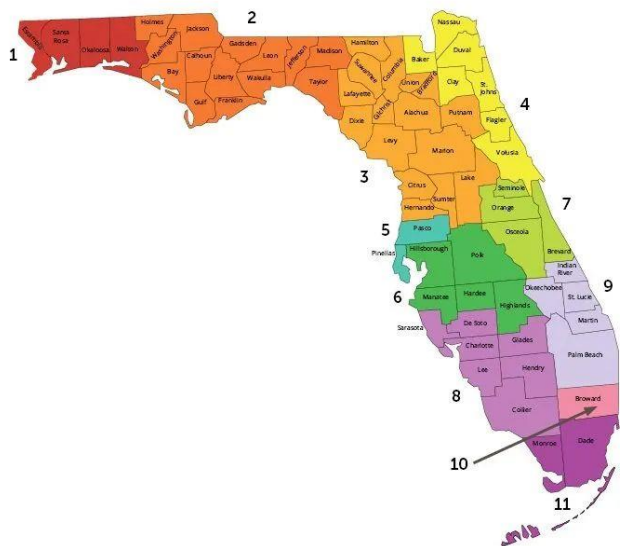 2
1
Escambia
Santa
Rosa
Okaloosa
Walton
Holmes
Washington
Jackson
Bay
Calhoun
Gulf
Gadsden
Liberty
Franklin
Leon
Wakulla
Jefferson
Madison
Taylor
Hamilton
Suwannee
Lafayette
Dixie
Columbia
Gilchrist
Baker
Union
Bradford
Nassau
Duval
Clay
St.
Johns
Alachua
Putnam
Flagler
4
Levy
Marion
Volusia
3
Citrus
Hernando
Sumter
Lake
Seminole
Orange
7
5
Pasco
Osceola
Brevard
Pinellas
Hillsborough
Polk
Indian
River
6
Manatee
Hardee
Highlands
Okeechobee
St. Lucie
9
Sarasota
De Soto
Martin
Charlotte
Glades
Palm Beach
8
Lee
Hendry
Collier
Broward
10
Monroe
Dade
11